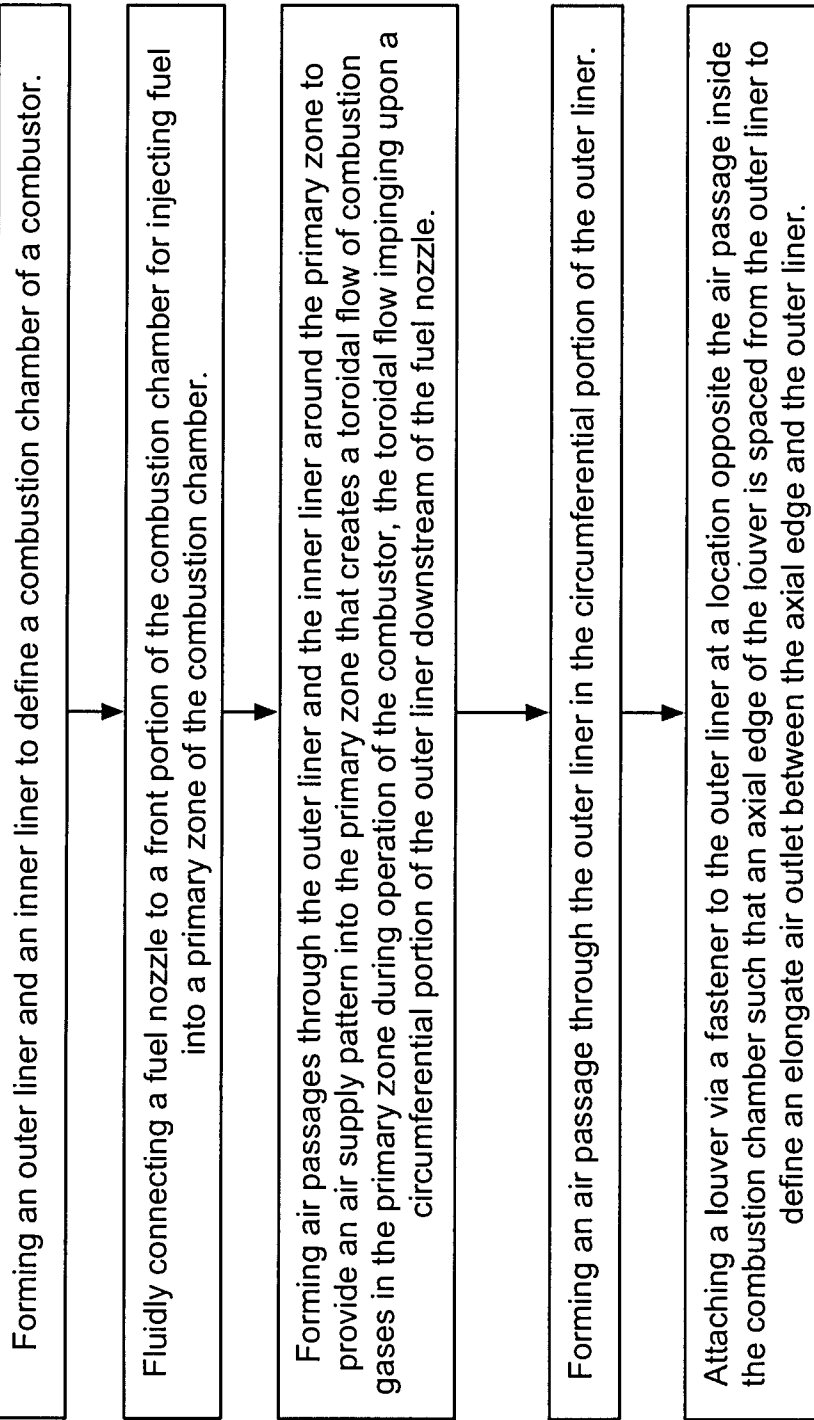 Forming an outer liner and an inner liner to define a combustion chamber of a combustor.
Fluidly connecting a fuel nozzle to a front portion of the combustion chamber for injecting fuel
into a primary zone of the combustion chamber.
Forming air passages through the outer liner and the inner liner around the primary zone to
provide an air supply pattern into the primary zone that creates a toroidal flow of combustion
gases in the primary zone during operation of the combustor, the toroidal flow impinging upon a
circumferential portion of the outer liner downstream of the fuel nozzle.
Forming an air passage through the outer liner in the circumferential portion of the outer liner.
Attaching a louver via a fastener to the outer liner at a location opposite the air passage inside
the combustion chamber such that an axial edge of the louver is spaced from the outer liner to
define an elongate air outlet between the axial edge and the outer liner.